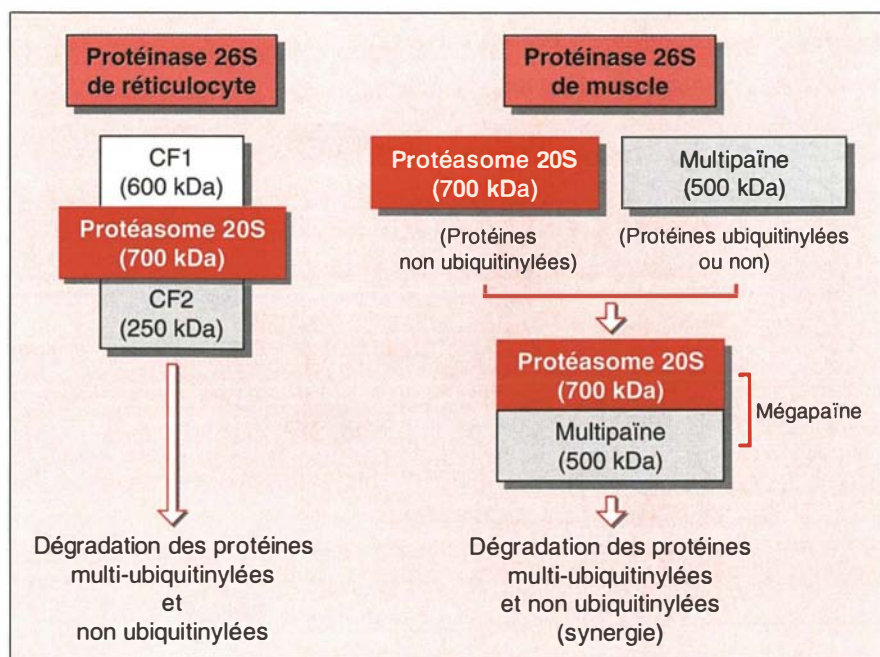 Protéinase 26S
de réticulocyte
CF1
(600 kDa)
Protéasome 20S
(700 kDa)
CF2
(250 kDa)
Dégradation des protéines
multi-ubiquitinylées
et
non ubiquitinylées
Protéinase 26S
de muscle
Protéasome 20S
(700 kDa)
(Protéines
non ubiquitinylées)
Multipaïne
(500 kDa)
(Protéines ubiquitinylées
ou non)
Protéasome 20S
(700 kDa)
Multipaïne
(500 kDa)
Mégapaïne
Dégradation des protéines
multi-ubiquitinylées
et non ubiquitinylées
(synergie)